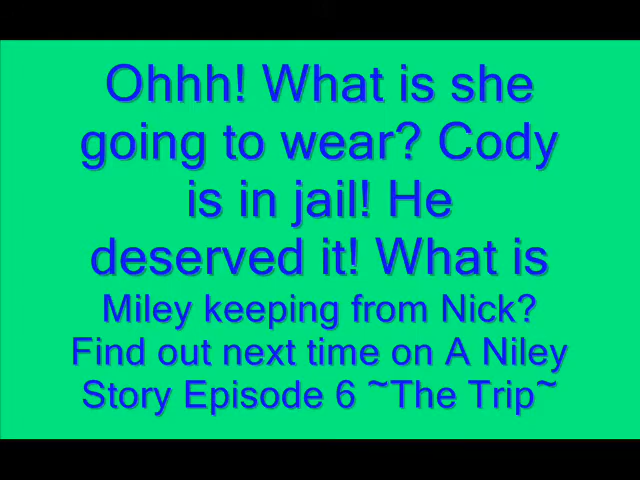 Ohhh! What is she
going to wear? Cody
is in jail! He
deserved it! What is
Miley keeping from Nick?
Find out next time on A Niley
Story Episode 6 ~The Trip~